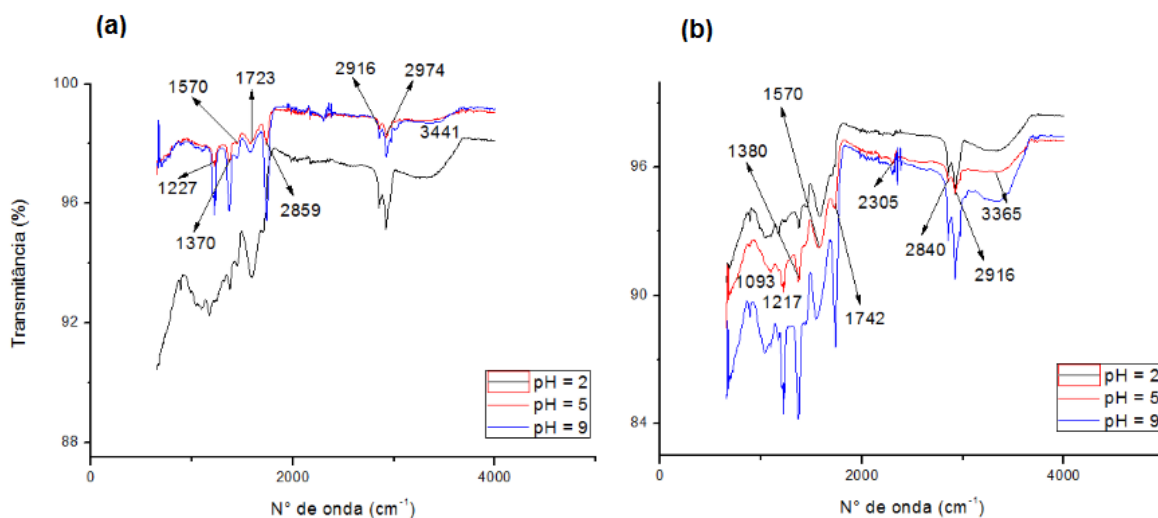 (a)
100
96
92
88
Transmitância (%)
1570
1723
2916
2974
3441
1227
1370
2859
pH = 2
pH = 5
pH = 9
0
2000
4000
N° de onda (cm⁻¹)
(b)
96
90
84
1570
1380
2305
1093
1217
1742
2840
3365
2916
pH = 2
pH = 5
pH = 9
0
2000
4000
N° de onda (cm⁻¹)